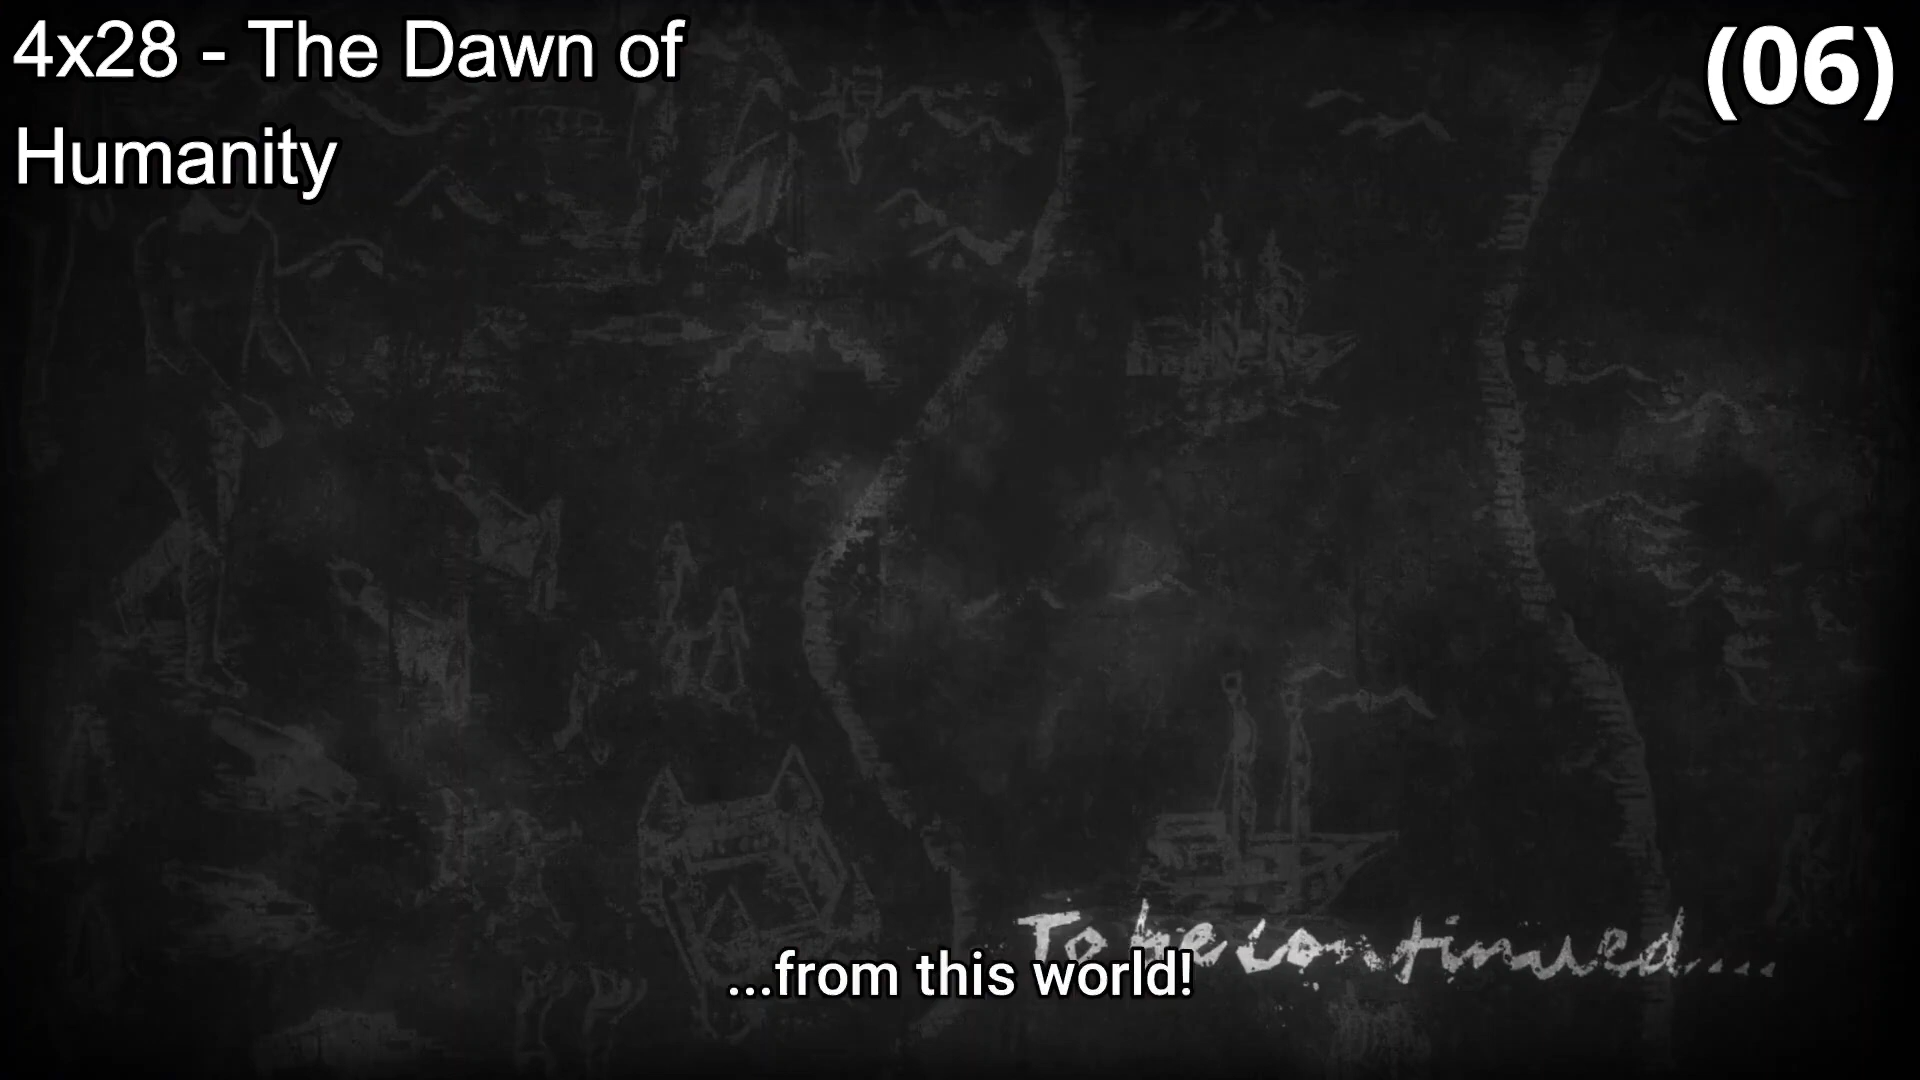 4x28 - The Dawn of
Humanity
(06)
To be continued...
...from this world!